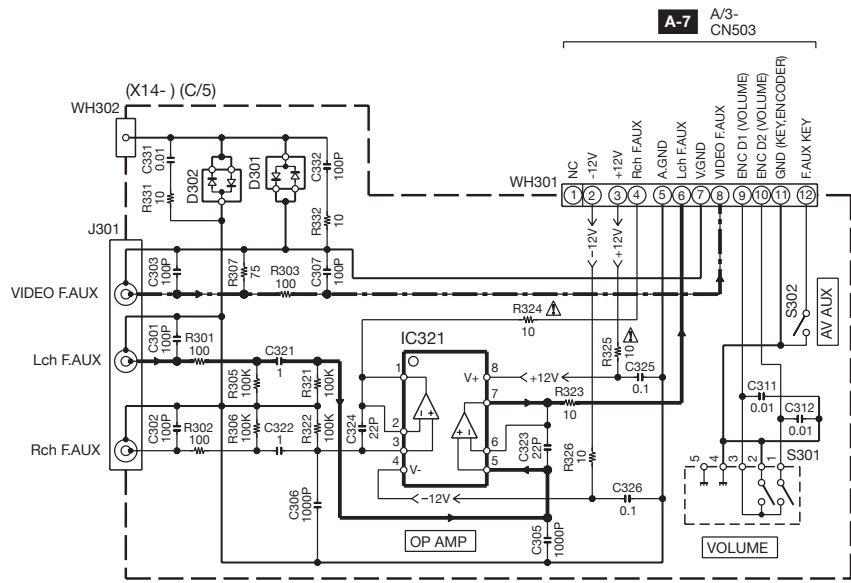 A-7
A/3-
CN503
(X14- ) (C/5)
WH302
C331
0.01
R331
10
D302
D301
C332
100P
R332
10
WH301
NC
-12V
+12V
Rch F.AUX
A.GND
Lch F.AUX
V.GND
VIDEO F.AUX
ENC D1 (VOLUME)
ENC D2 (VOLUME)
GND (KEY,ENCODER)
F.AUX KEY
1 2 3 4 5 6 7 8 9 10 11 12
J301
VIDEO F.AUX
C303
100P
R307
75
R303
100
C307
100P
-12V
+12V
S302
AV AUX
R324
10
Lch F.AUX
C301
100P
R301
100
C321
1
R305
100K
R321
100K
IC321
1
2
3
4
V-
8
V+
7
6
5
+12V
R325
10
C325
0.1
R323
10
C311
0.01
C312
0.01
Rch F.AUX
C302
100P
R302
100
R306
100K
C322
1
R322
100K
C324
22P
C323
22P
R326
10
C306
1000P
-12V
C326
0.1
OP AMP
C305
1000P
S301
5 4 3 2 1
VOLUME